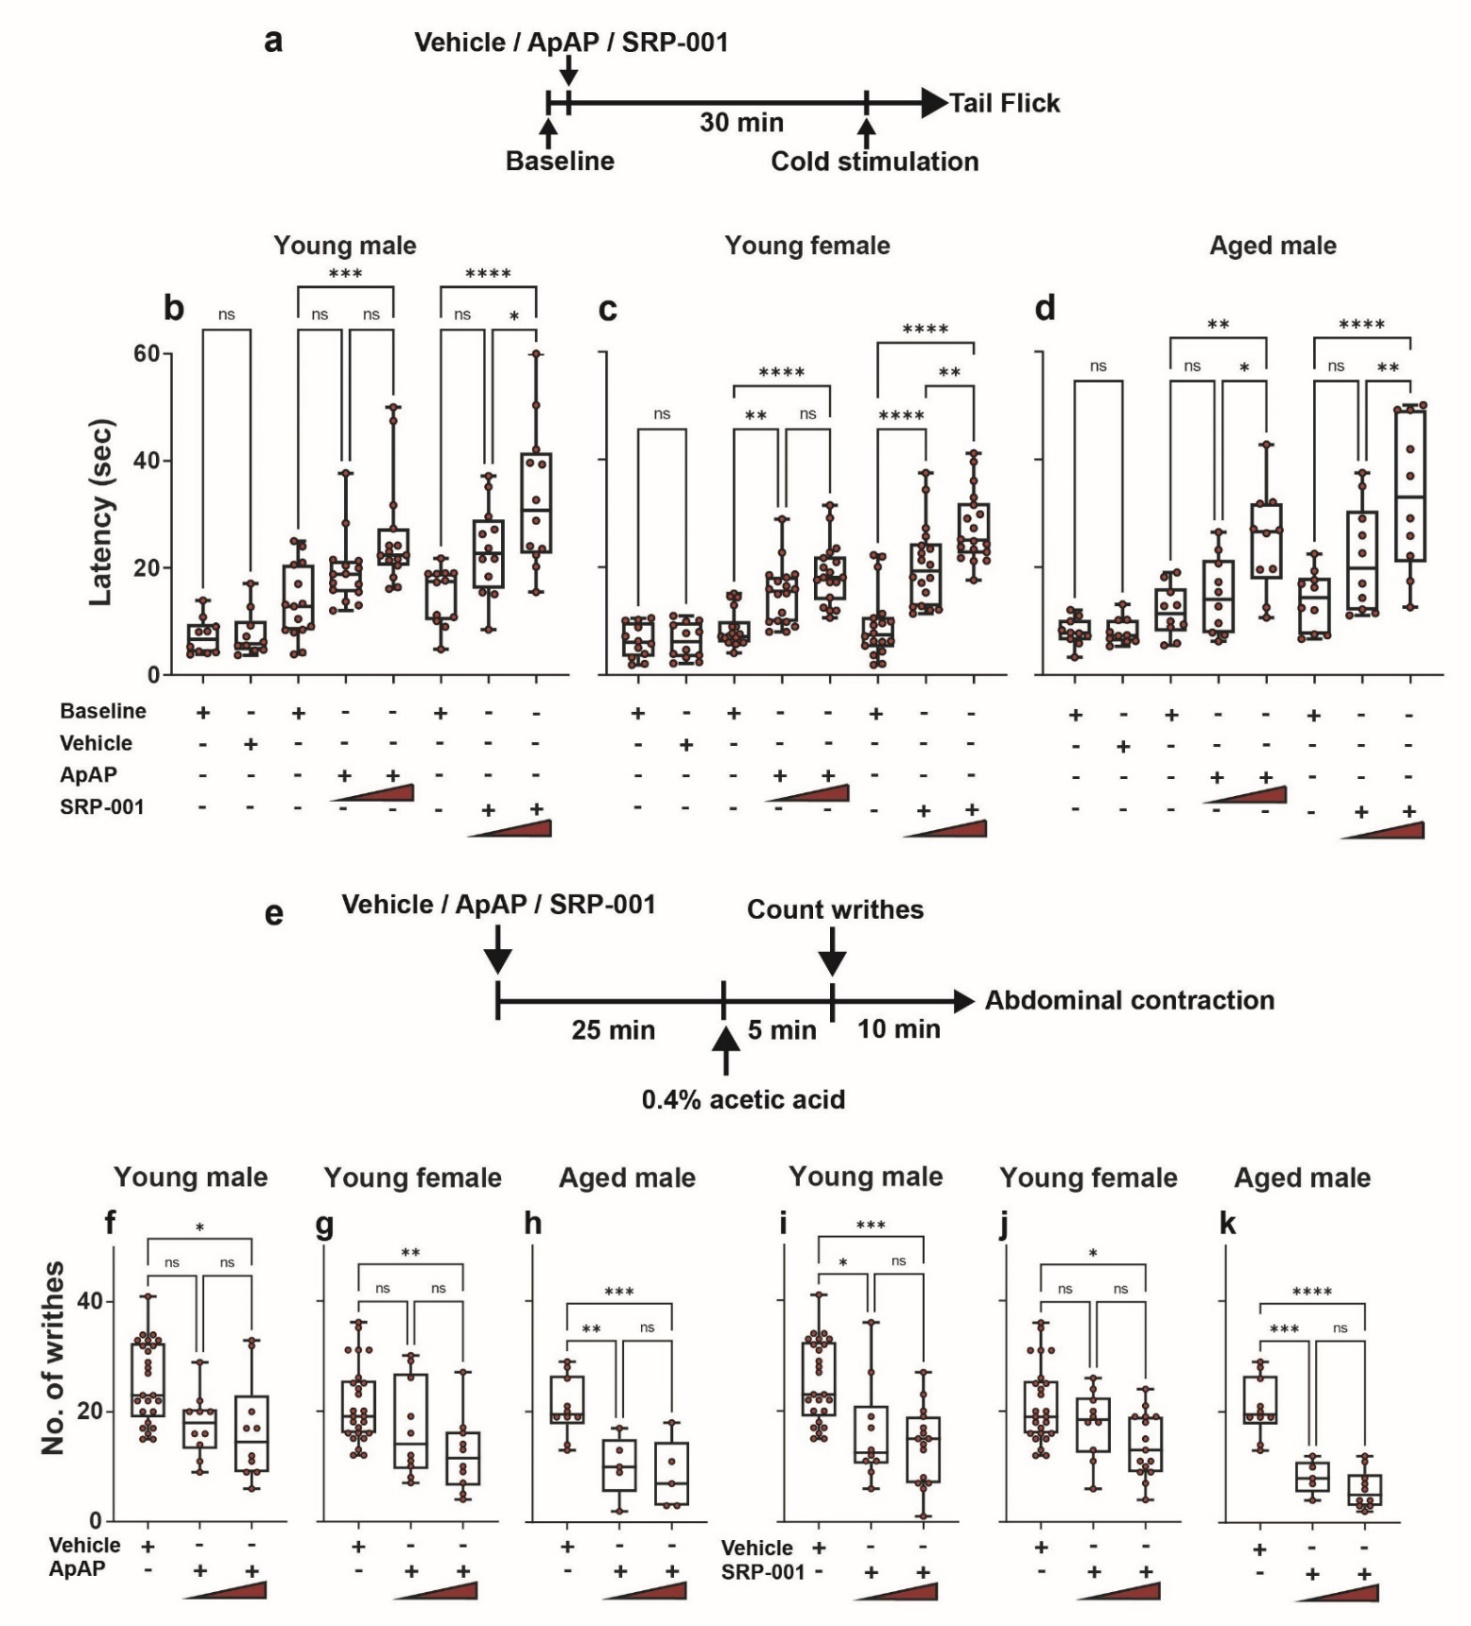 a
Vehicle / ApAP / SRP-001
Tail Flick
30 min
Baseline
Cold stimulation
Young male
Young female
Aged male
b
c
d
*** ****
ns ns ns ns *
**** **** ** ns ** ns ****
** **** ns ns * ns **
Latency (sec)
60
40
20
0
Baseline + - + - - + - - + - + - - + - - + - + - - + - -
Vehicle - + - - - - - - - + - - - - - - - + - - - - - -
ApAP - - - + + - - - - - - + + - - - - - - + + - - -
SRP-001 - - - - - - + + - - - - - - + + - - - - - - + +
e
Vehicle / ApAP / SRP-001
Count writhes
Abdominal contraction
25 min
5 min
10 min
0.4% acetic acid
Young male
Young female
Aged male
Young male
Young female
Aged male
f
g
h
i
j
k
* ns ns
** ns ns
*** ** ns
*** * ns
* ns ns
**** *** ns
No. of writhes
40
20
0
Vehicle + - - + - - + - -
ApAP - + + - + + - + +
Vehicle + - - + - - + - -
SRP-001 - + + - + + - + +